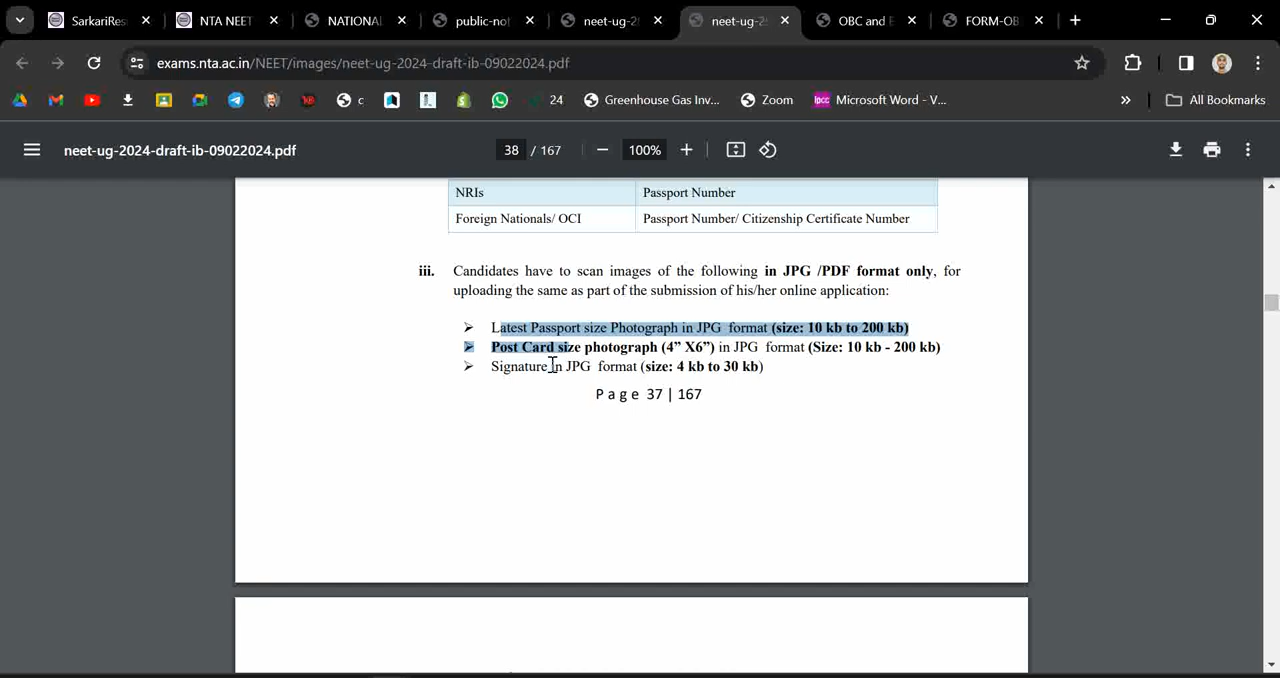 SarkariRes
NTA NEET
NATIONAL
public-not
neet-ug-2
neet-ug-2
OBC and
FORM-OB
exams.nta.ac.in/NEET/images/neet-ug-2024-draft-ib-09022024.pdf
c
24
Greenhouse Gas Inv...
Zoom
ipcc
Microsoft Word - V...
All Bookmarks
neet-ug-2024-draft-ib-09022024.pdf
38 / 167
100%
NRIs
Passport Number
Foreign Nationals/ OCI
Passport Number/ Citizenship Certificate Number
iii. Candidates have to scan images of the following in JPG /PDF format only, for
uploading the same as part of the submission of his/her online application:
➢ Latest Passport size Photograph in JPG format (size: 10 kb to 200 kb)
➢ Post Card size photograph (4” X6”) in JPG format (Size: 10 kb - 200 kb)
➢ Signature in JPG format (size: 4 kb to 30 kb)
Page 37 | 167